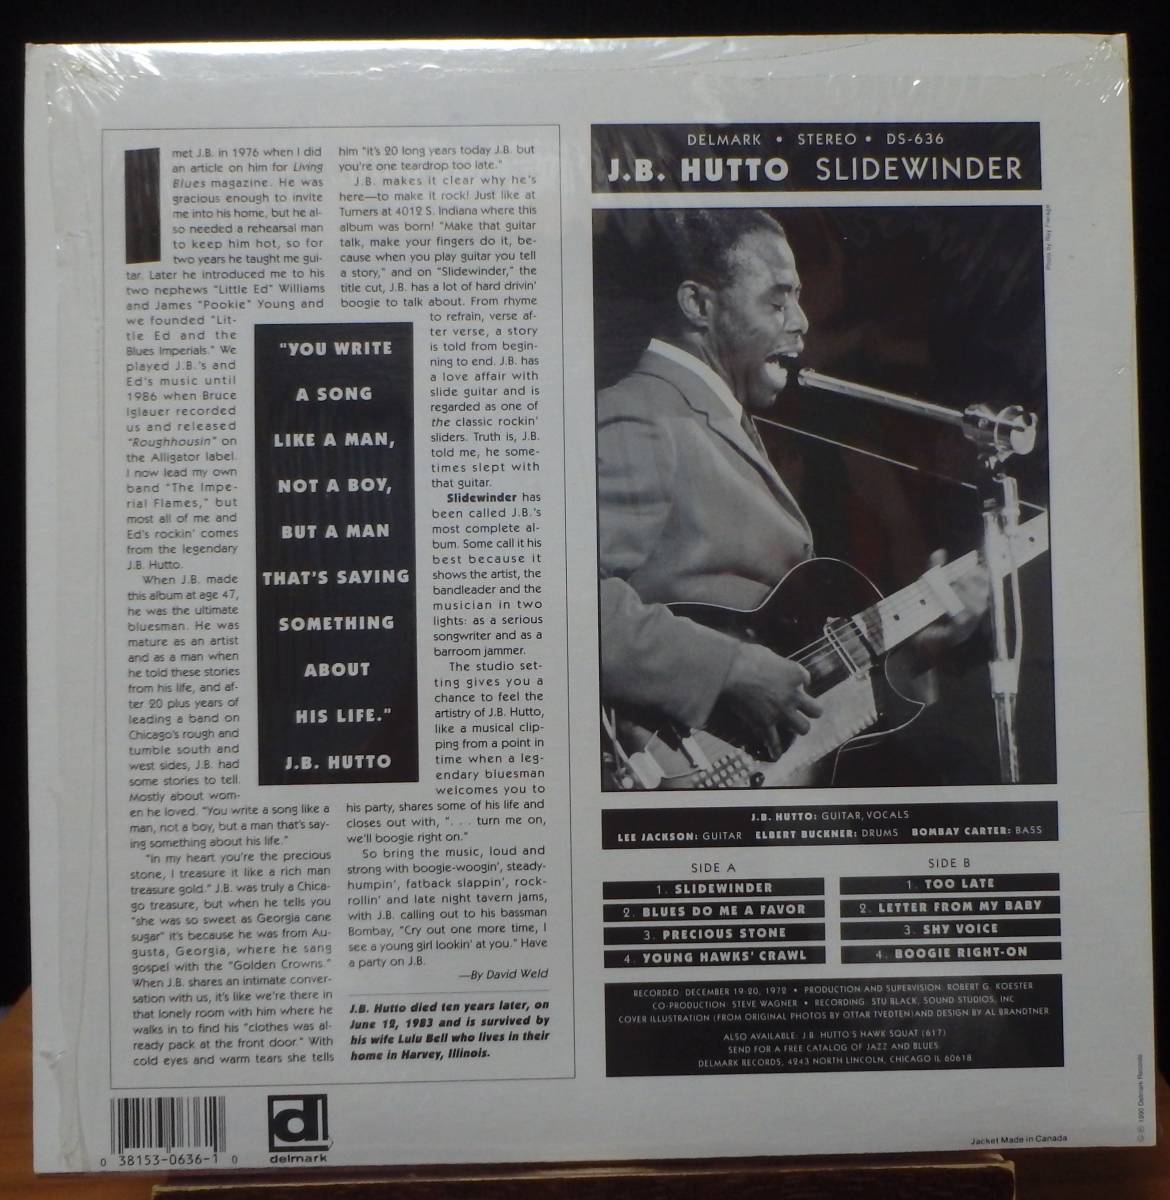 I met J.B. in 1976 when I did
an article on him for Living
Blues magazine. He was
gracious enough to invite
me into his home, but he al-
so needed a rehearsal man
to keep him hot, so for
two years he taught me gui-
tar. Later he introduced me to his
two nephews "Little Ed" Williams
and James "Pookie" Young and
we founded "Lit-
tle Ed and the
Blues Imperials." We
played J.B.'s and
Ed's music until
1986 when Bruce
Iglauer recorded
us and released
"Roughhousin" on
the Alligator label.
I now lead my own
band "The Impe-
rial Flames," but
most all of me and
Ed's rockin' comes
from the legendary
J.B. Hutto.
When J.B. made
this album at age 47,
he was the ultimate
bluesman. He was
mature as an artist
and as a man when
he told these stories
from his life, and af-
ter 20 plus years of
leading a band on
Chicago's rough and
tumble south and
west sides, J.B. had
some stories to tell.
Mostly about wom-
en he loved. "You write a song like a
man, not a boy, but a man that's say-
ing something about his life."
"In my heart you're the precious
stone, I treasure it like a rich man
treasure gold." J.B. was truly a Chica-
go treasure, but when he tells you
"she was so sweet as Georgia cane
sugar" it's because he was from Au-
gusta, Georgia, where he sang
gospel with the "Golden Crowns."
When J.B. shares an intimate conver-
sation with us, it's like we're there in
that lonely room with him where he
walks in to find his "clothes was al-
ready pack at the front door." With
cold eyes and warm tears she tells
him "it's 20 long years today J.B. but
you're one teardrop too late."
J.B. makes it clear why he's
here—to make it rock! Just like at
Turners at 4012 S. Indiana where this
album was born! "Make that guitar
talk, make your fingers do it, be-
cause when you play guitar you tell
a story," and on "Slidewinder," the
title cut, J.B. has a lot of hard drivin'
boogie to talk about. From rhyme
to refrain, verse af-
ter verse, a story
is told from begin-
ning to end. J.B. has
a love affair with
slide guitar and is
regarded as one of
the classic rockin'
sliders. Truth is, J.B.
told me, he some-
times slept with
that guitar.
Slidewinder has
been called J.B.'s
most complete al-
bum. Some call it his
best because it
shows the artist, the
bandleader and the
musician in two
lights: as a serious
songwriter and as a
barroom jammer.
The studio set-
ting gives you a
chance to feel the
artistry of J.B. Hutto,
like a musical clip-
ping from a point in
time when a leg-
endary bluesman
welcomes you to
his party, shares some of his life and
closes out with, ". . . turn me on,
we'll boogie right on."
So bring the music, loud and
strong with boogie-woogin', steady-
humpin', fatback slappin', rock-
rollin' and late night tavern jams,
with J.B. calling out to his bassman
Bombay, "Cry out one more time, I
see a young girl lookin' at you." Have
a party on J.B.
—By David Weld
J.B. Hutto died ten years later, on
June 12, 1983 and is survived by
his wife Lulu Bell who lives in their
home in Harvey, Illinois.
"YOU WRITE
A SONG
LIKE A MAN,
NOT A BOY,
BUT A MAN
THAT'S SAYING
SOMETHING
ABOUT
HIS LIFE."
J.B. HUTTO
DELMARK • STEREO • DS-636
J.B. HUTTO SLIDEWINDER
Photo by Ray Flerlage
J.B. HUTTO: GUITAR, VOCALS
LEE JACKSON: GUITAR ELBERT BUCKNER: DRUMS BOMBAY CARTER: BASS
SIDE A
1. SLIDEWINDER
2. BLUES DO ME A FAVOR
3. PRECIOUS STONE
4. YOUNG HAWKS' CRAWL
SIDE B
1. TOO LATE
2. LETTER FROM MY BABY
3. SHY VOICE
4. BOOGIE RIGHT-ON
RECORDED: DECEMBER 19-20, 1972 • PRODUCTION AND SUPERVISION: ROBERT G. KOESTER
CO-PRODUCTION: STEVE WAGNER • RECORDING: STU BLACK, SOUND STUDIOS, INC
COVER ILLUSTRATION (FROM ORIGINAL PHOTOS BY OTTAR TVEDTEN) AND DESIGN BY AL BRANDTNER
ALSO AVAILABLE: J.B. HUTTO'S HAWK SQUAT (617)
SEND FOR A FREE CATALOG OF JAZZ AND BLUES
DELMARK RECORDS, 4243 NORTH LINCOLN, CHICAGO IL 60618
0 38153-0636-1 0
d
delmark
Jacket Made in Canada
© ℗ 1990 Delmark Records